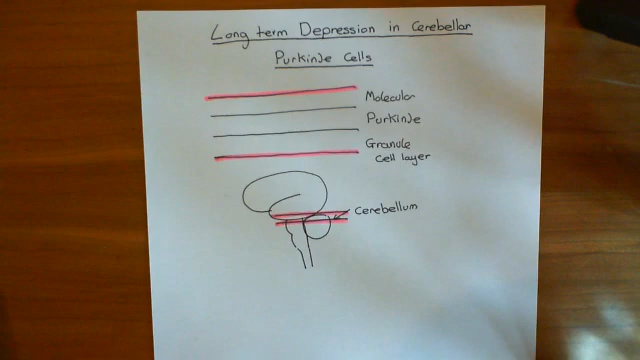 Long term Depression in Cerebellar
Purkinje Cells
Molecular
Purkinje
Granule
Cell layer
Cerebellum